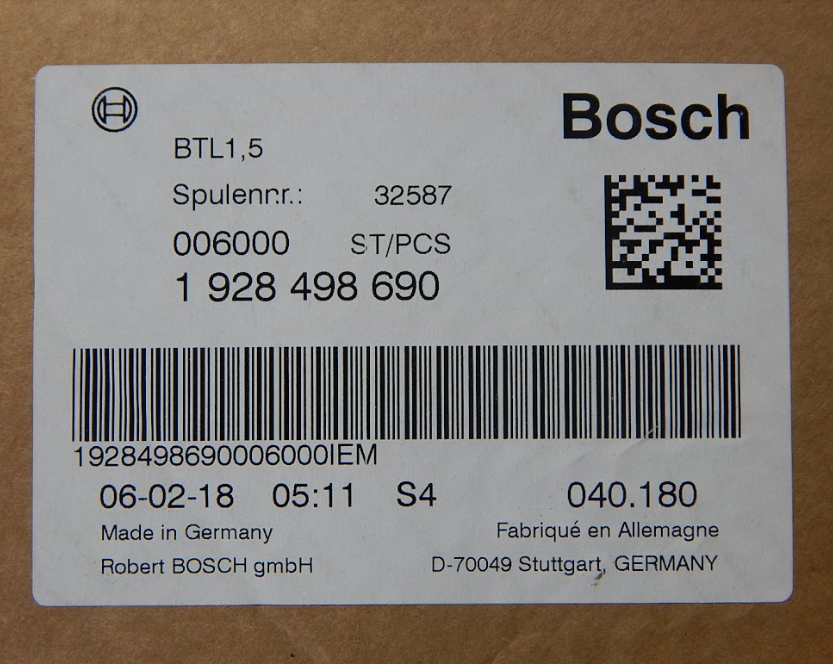 Bosch
BTL1,5
Spulennr.: 32587
006000 ST/PCS
1 928 498 690
1928498690006000IEM
06-02-18 05:11 S4 040.180
Made in Germany Fabriqué en Allemagne
Robert BOSCH gmbH D-70049 Stuttgart, GERMANY